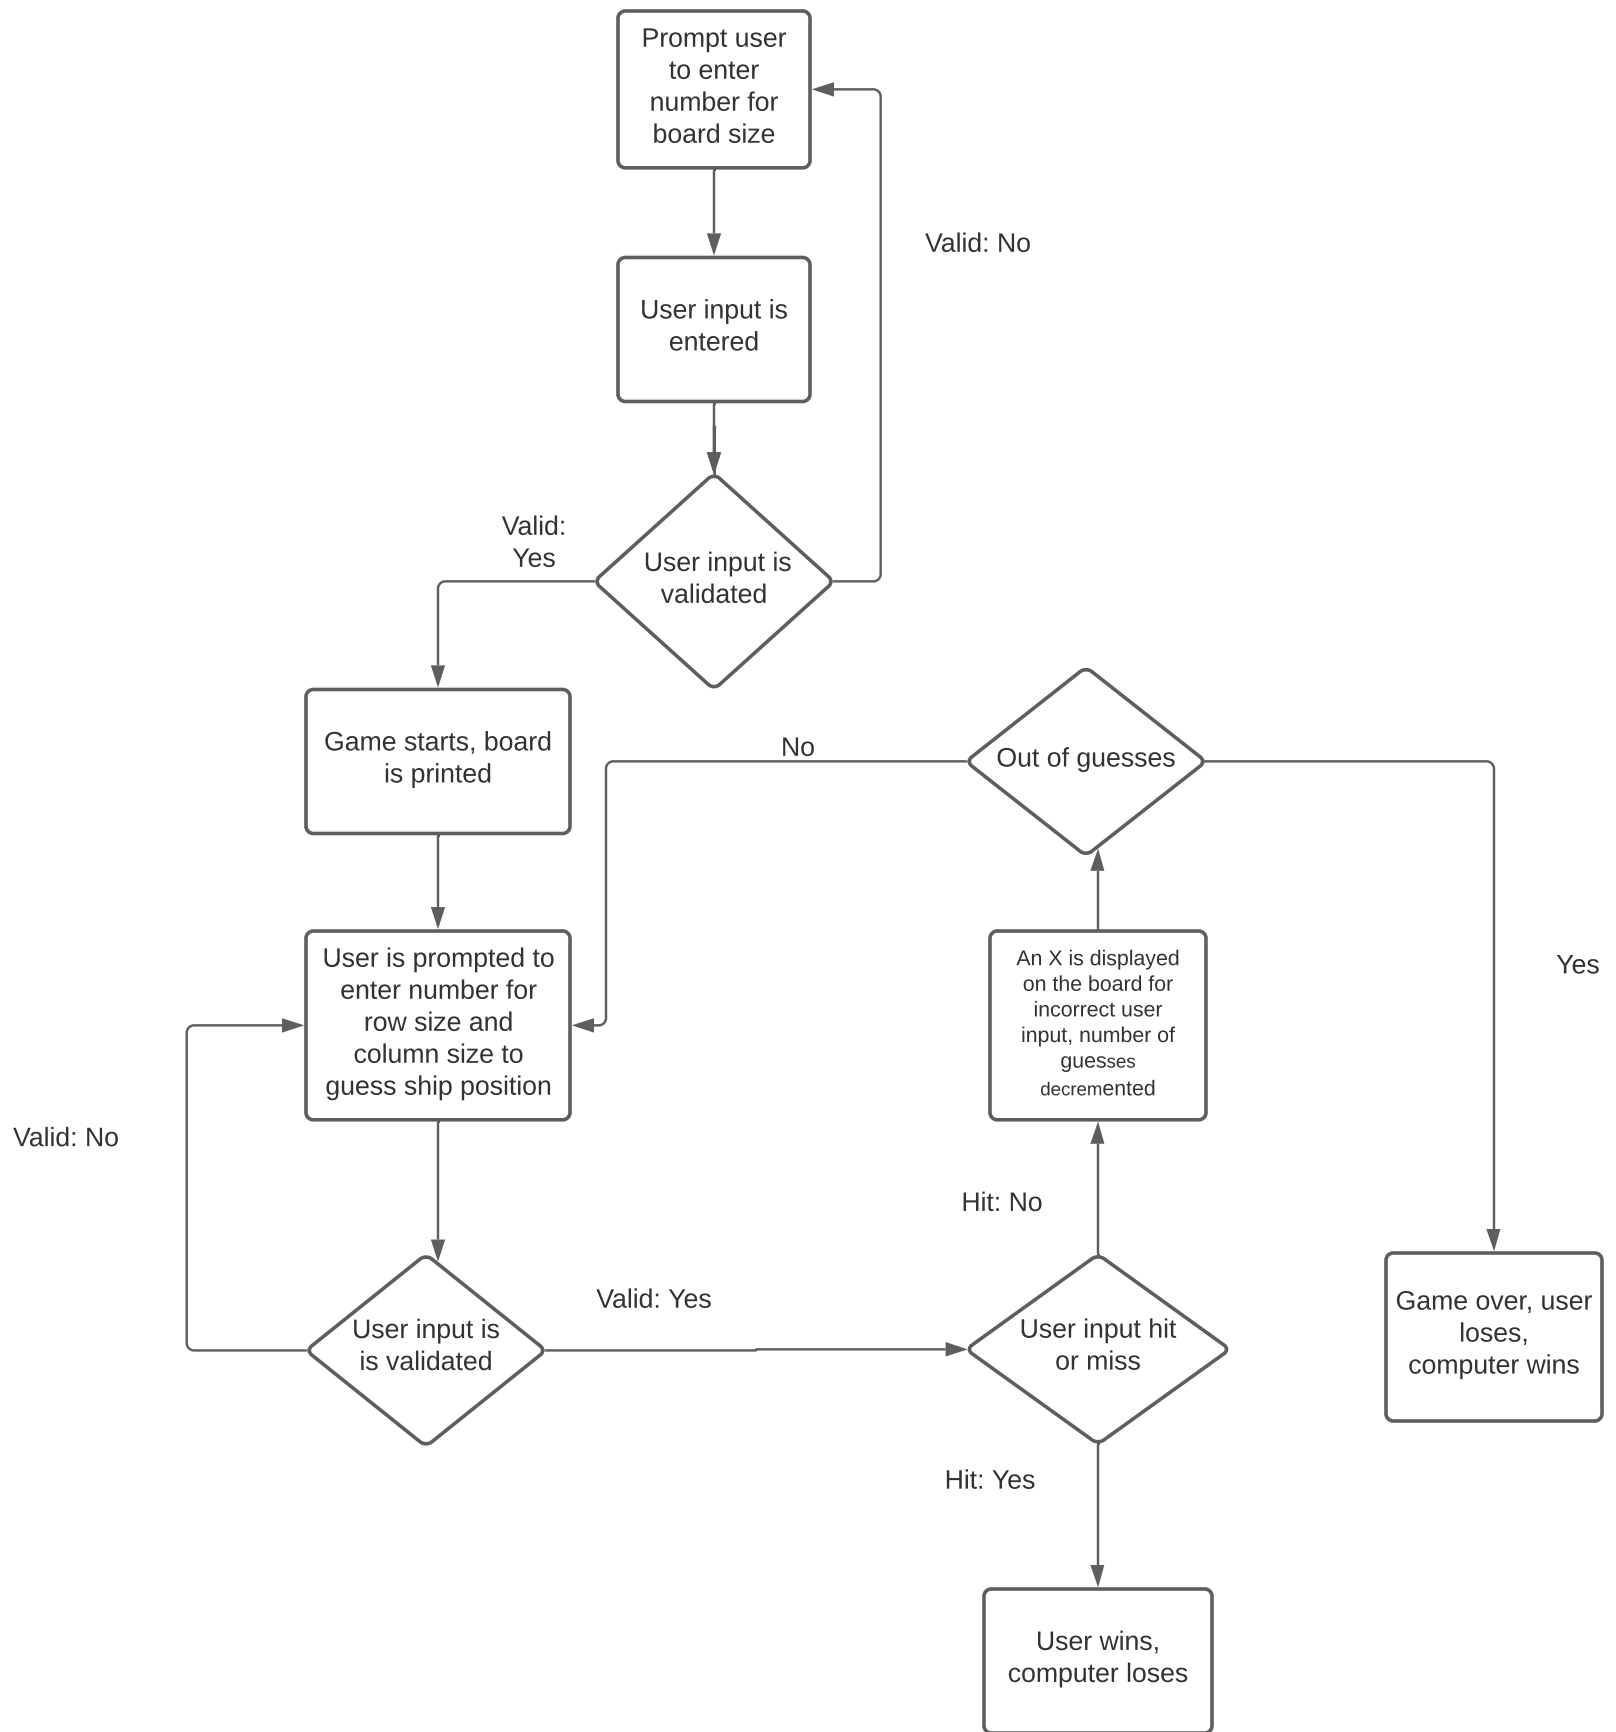 Prompt user
to enter
number for
board size
Valid: No
User input is
entered
Valid:
Yes
User input is
validated
Game starts, board
is printed
No
Out of guesses
User is prompted to
enter number for
row size and
column size to
guess ship position
An X is displayed
on the board for
incorrect user
input, number of
guesses
decremented
Yes
Valid: No
Hit: No
Valid: Yes
User input is
is validated
User input hit
or miss
Game over, user
loses,
computer wins
Hit: Yes
User wins,
computer loses